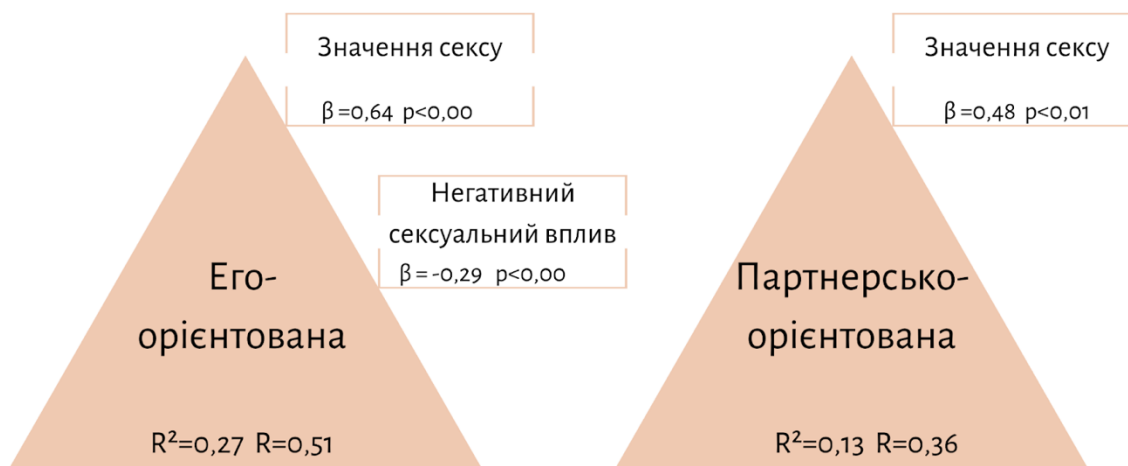 Значення сексу
β =0,64 p<0,00
Негативний
сексуальний вплив
β = -0,29 p<0,00
Его-
орієнтована
R²=0,27 R=0,51
Значення сексу
β =0,48 p<0,01
Партнерсько-
орієнтована
R²=0,13 R=0,36